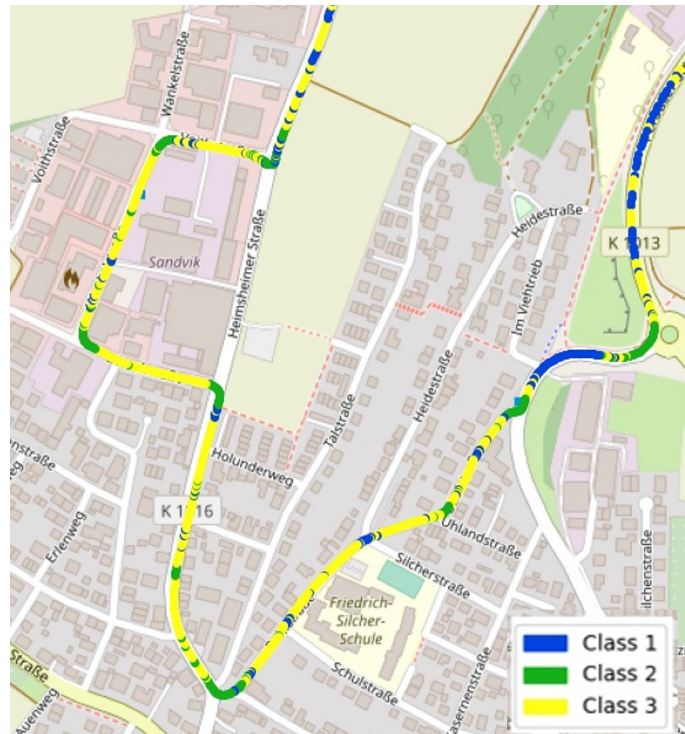 Wankelstraße
Voithstraße
K 1013
Heidestraße
Sandvik
Heimsheimer Straße
Im Viehtrieb
Talstraße
Heidestraße
Holunderweg
K 1016
Erlenweg
Uhlandstraße
Silcherstraße
Friedrich-
Silcher-
Schule
Schulstraße
Straße
Class 1
Class 2
Class 3